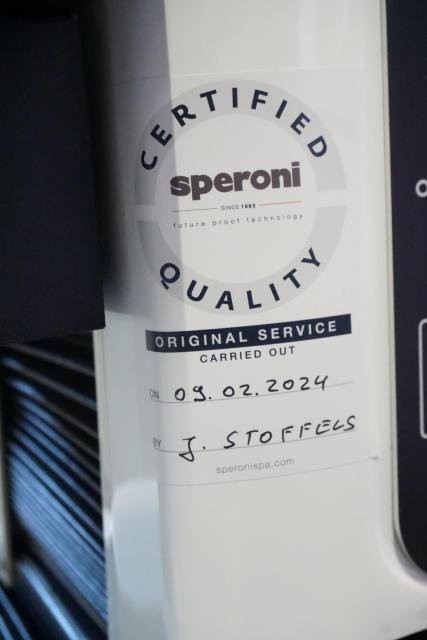 CERTIFIED
speroni
SINCE 1963
future proof technology
QUALITY
ORIGINAL SERVICE
CARRIED OUT
ON 09.02.2024
BY J. STOFFELS
speronispa.com